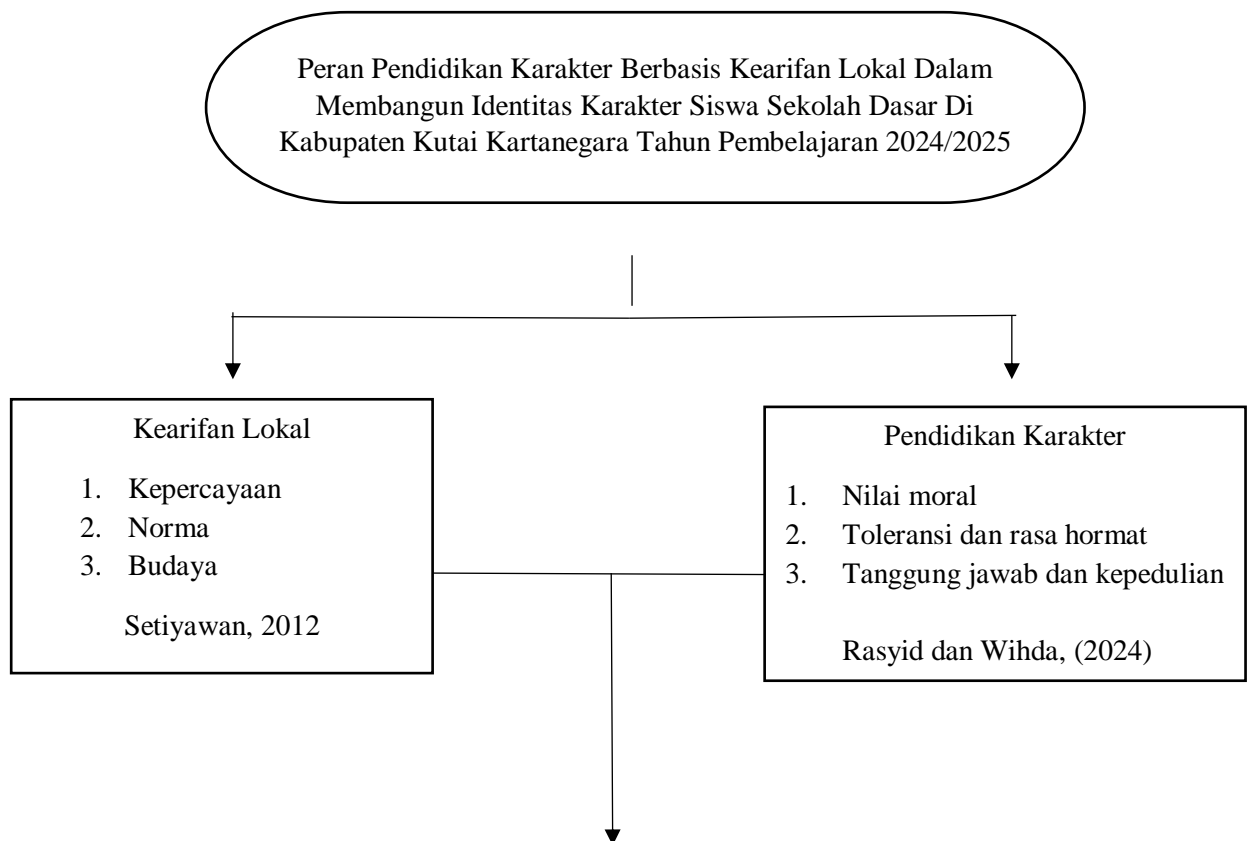 Peran Pendidikan Karakter Berbasis Kearifan Lokal Dalam
Membangun Identitas Karakter Siswa Sekolah Dasar Di
Kabupaten Kutai Kartanegara Tahun Pembelajaran 2024/2025
Kearifan Lokal
1. Kepercayaan
2. Norma
3. Budaya
Setiyawan, 2012
Pendidikan Karakter
1. Nilai moral
2. Toleransi dan rasa hormat
3. Tanggung jawab dan kepedulian
Rasyid dan Wihda, (2024)